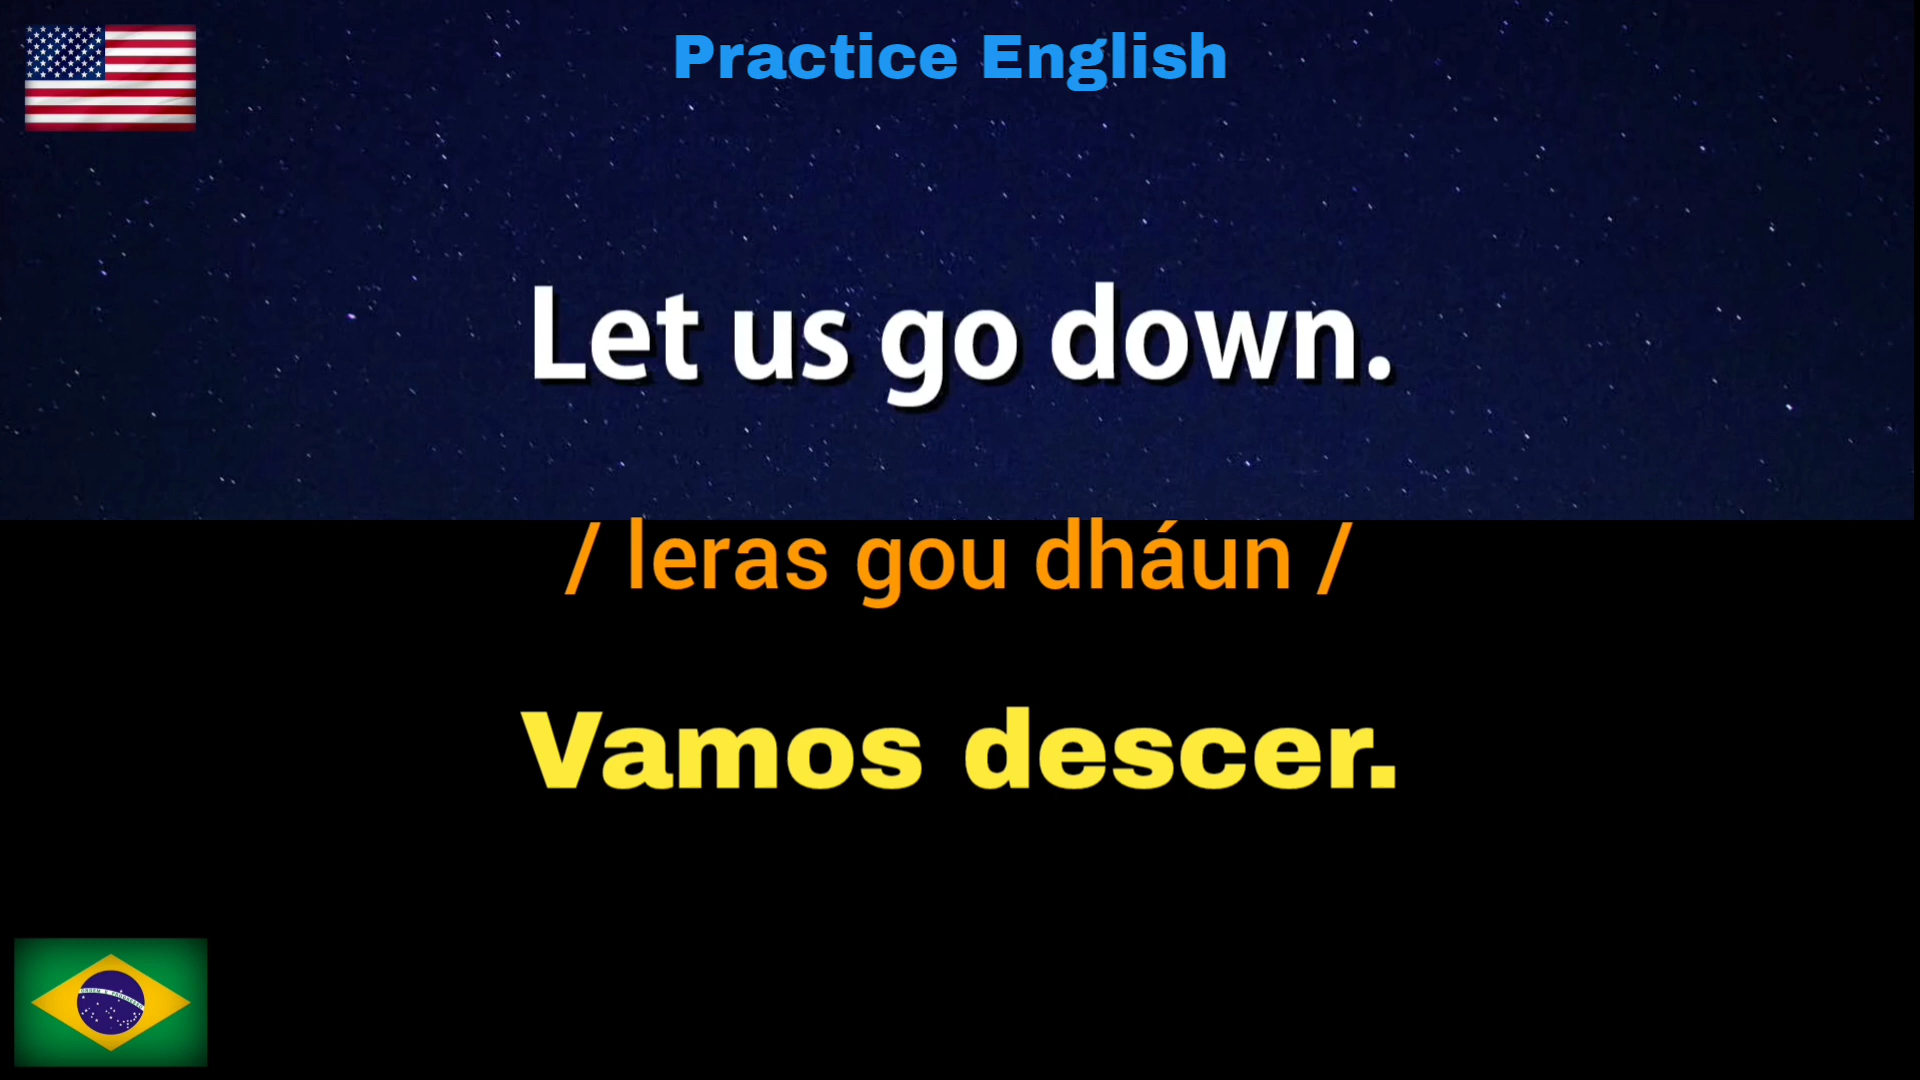 Practice English
Let us go down.
/ leras gou dháun /
Vamos descer.